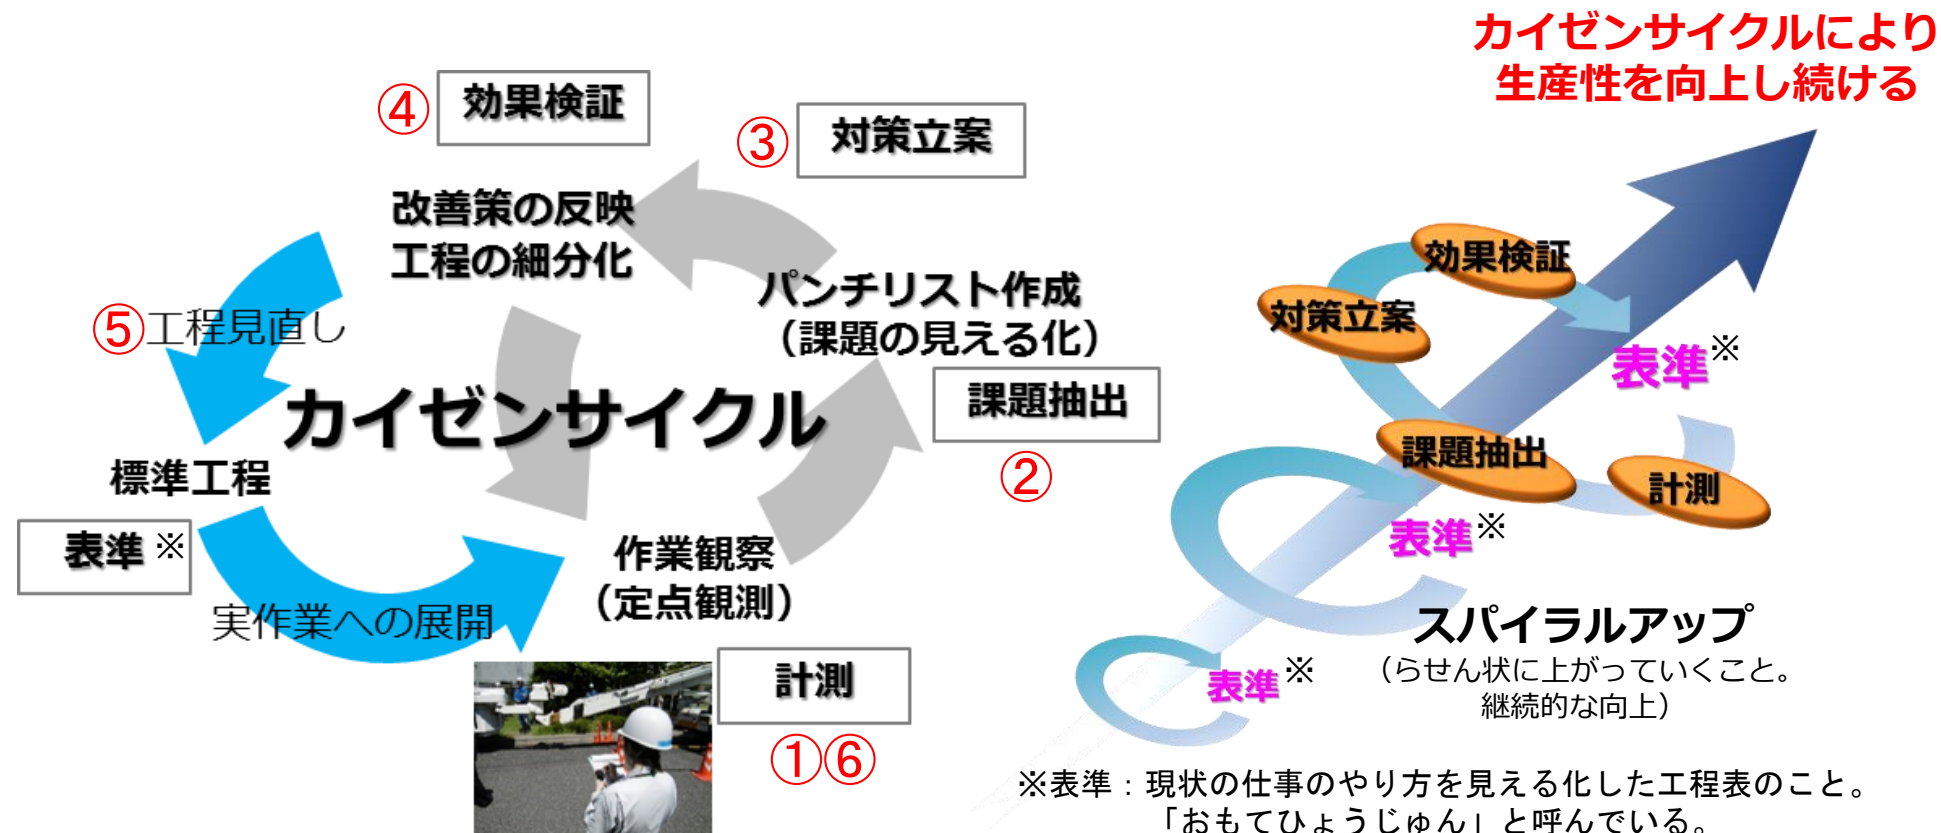 カイゼンサイクルにより
生産性を向上し続ける
④ 効果検証
③ 対策立案
改善策の反映
工程の細分化
パンチリスト作成
（課題の見える化）
⑤工程見直し
カイゼンサイクル
課題抽出
②
標準工程
表準 ※
作業観察
（定点観測）
実作業への展開
計測
①⑥
効果検証
対策立案
表準※
課題抽出
計測
表準※
スパイラルアップ
（らせん状に上がっていくこと。
継続的な向上）
表準※
※表準：現状の仕事のやり方を見える化した工程表のこと。
「おもてひょうじゅん」と呼んでいる。